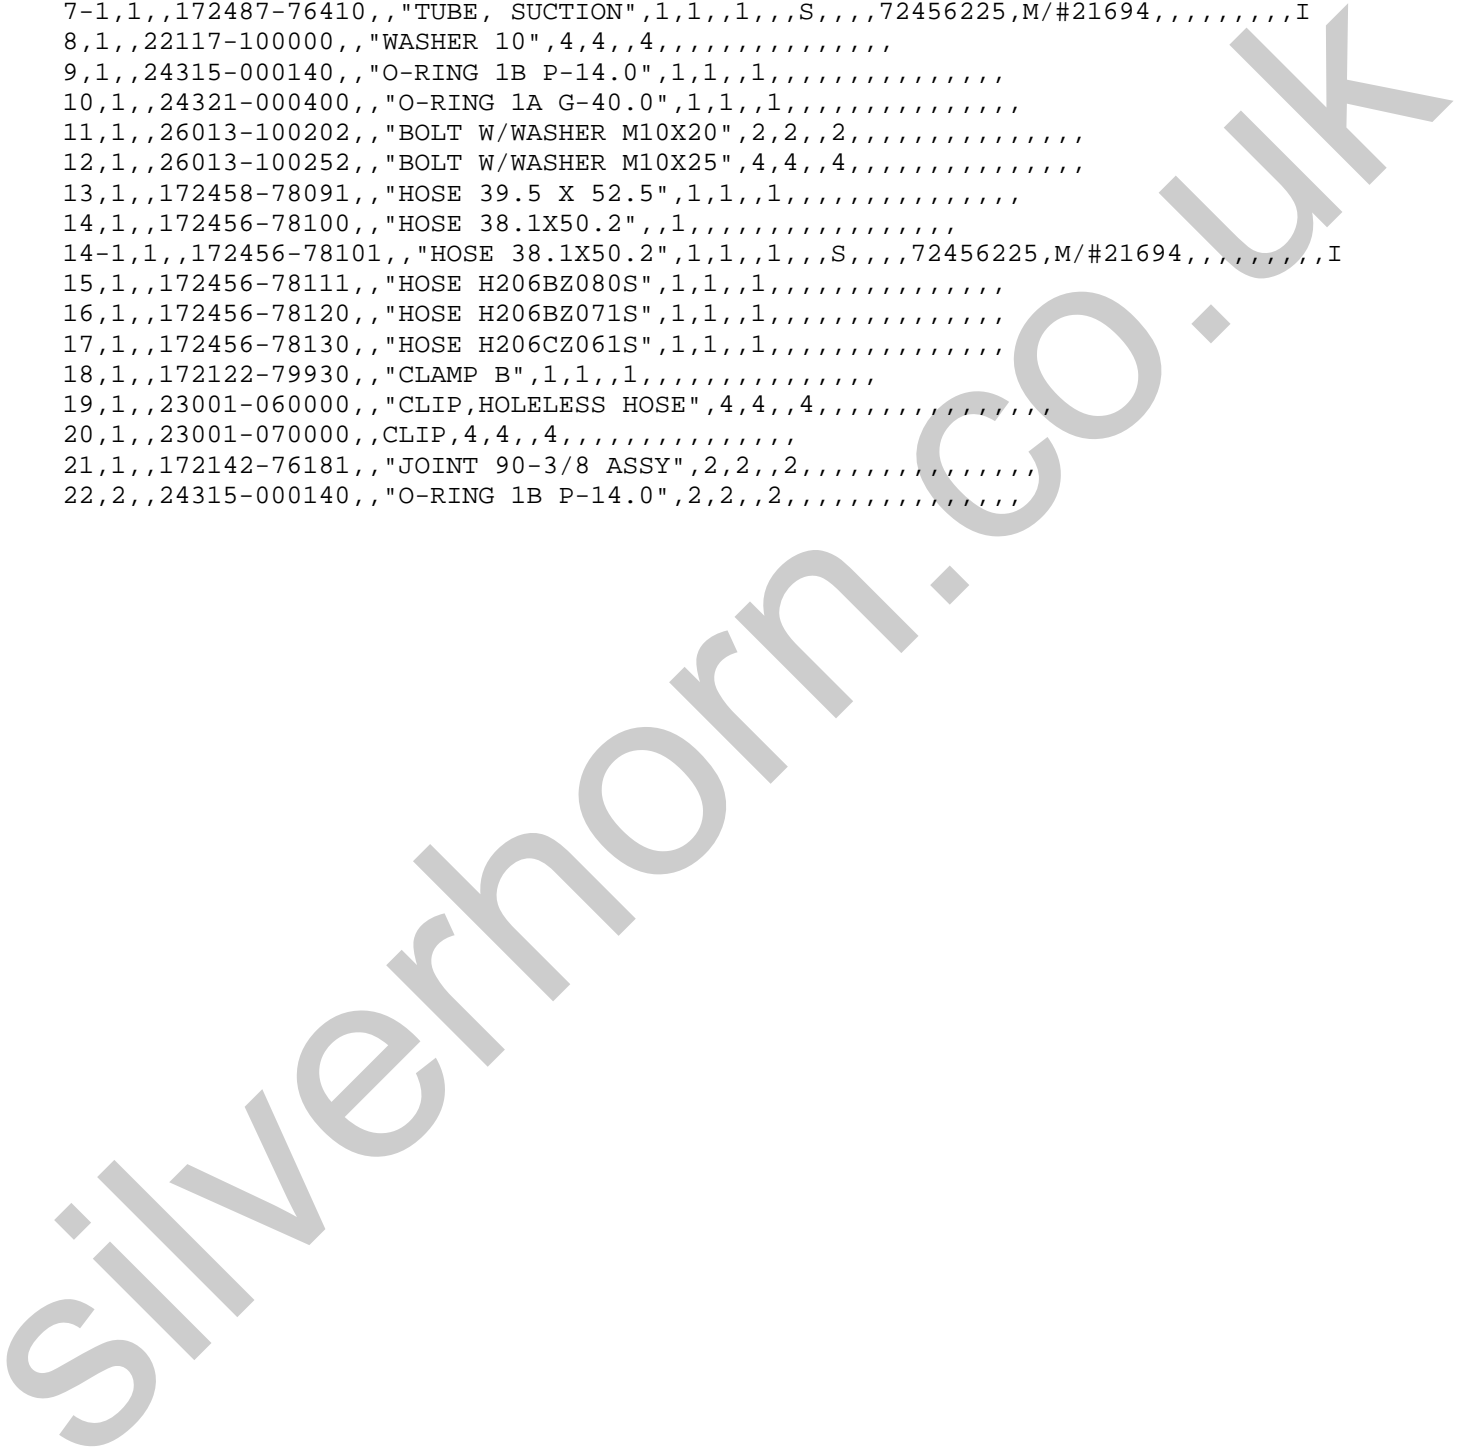 7-1,1,,172487-76410,,"TUBE, SUCTION",1,1,,1,,,S,,,,72456225,M/#21694,,,,,,,,,I
8,1,,22117-100000,,"WASHER 10",4,4,,4,,,,,,,,,,,,,,,
9,1,,24315-000140,,"O-RING 1B P-14.0",1,1,,1,,,,,,,,,,,,,,,
10,1,,24321-000400,,"O-RING 1A G-40.0",1,1,,1,,,,,,,,,,,,,,,
11,1,,26013-100202,,"BOLT W/WASHER M10X20",2,2,,2,,,,,,,,,,,,,,,
12,1,,26013-100252,,"BOLT W/WASHER M10X25",4,4,,4,,,,,,,,,,,,,,,
13,1,,172458-78091,,"HOSE 39.5 X 52.5",1,1,,1,,,,,,,,,,,,,,,
14,1,,172456-78100,,"HOSE 38.1X50.2",,1,,,,,,,,,,,,,,,,,
14-1,1,,172456-78101,,"HOSE 38.1X50.2",1,1,,1,,,S,,,,72456225,M/#21694,,,,,,,,,I
15,1,,172456-78111,,"HOSE H206BZ080S",1,1,,1,,,,,,,,,,,,,,,
16,1,,172456-78120,,"HOSE H206BZ071S",1,1,,1,,,,,,,,,,,,,,,
17,1,,172456-78130,,"HOSE H206CZ061S",1,1,,1,,,,,,,,,,,,,,,
18,1,,172122-79930,,"CLAMP B",1,1,,1,,,,,,,,,,,,,,,
19,1,,23001-060000,,"CLIP,HOLELESS HOSE",4,4,,4,,,,,,,,,,,,,,,
20,1,,23001-070000,,CLIP,4,4,,4,,,,,,,,,,,,,,,
21,1,,172142-76181,,"JOINT 90-3/8 ASSY",2,2,,2,,,,,,,,,,,,,,,
22,2,,24315-000140,,"O-RING 1B P-14.0",2,2,,2,,,,,,,,,,,,,,,
silverhorn.co.uk